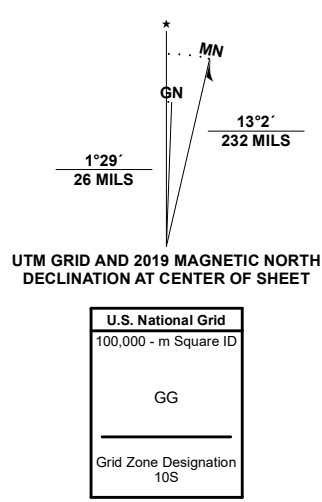 ★
MN
GN
13°2´
232 MILS
1°29´
26 MILS
UTM GRID AND 2019 MAGNETIC NORTH
DECLINATION AT CENTER OF SHEET
U.S. National Grid
100,000 - m Square ID
GG
Grid Zone Designation
10S